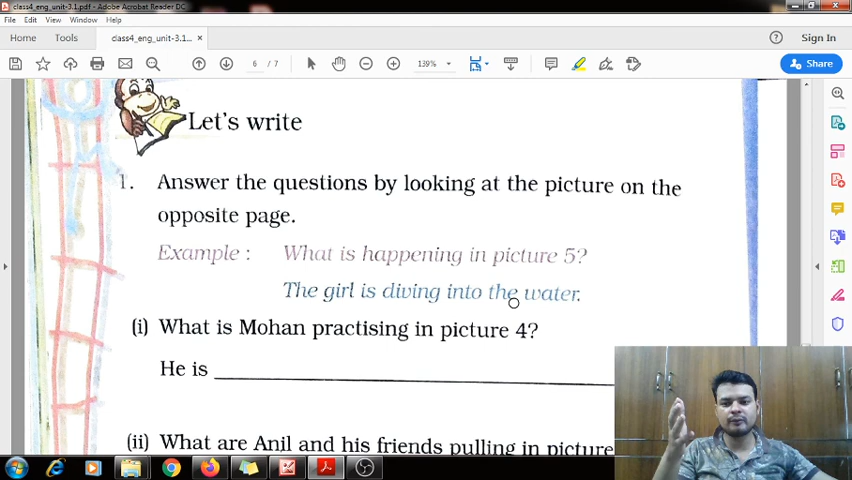 class4_eng_unit-3.1.pdf - Adobe Acrobat Reader DC
File Edit View Window Help
Home Tools class4_eng_unit-3.1... × Sign In
6 / 7 139% Share
Let's write
1. Answer the questions by looking at the picture on the
opposite page.
Example : What is happening in picture 5?
The girl is diving into the water.
(i) What is Mohan practising in picture 4?
He is
(ii) What are Anil and his friends pulling in picture